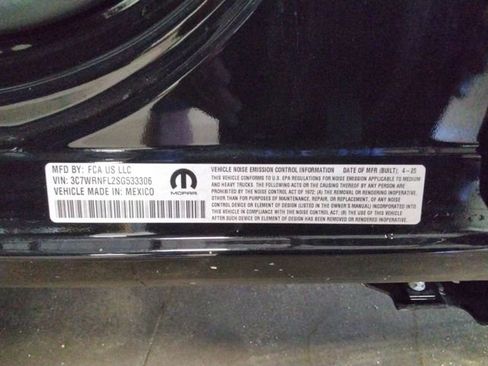 MFD BY: FCA US LLC
VIN: 3C7WRNFL2SG533306
VEHICLE MADE IN: MEXICO
MOPAR
VEHICLE NOISE EMISSION CONTROL INFORMATION DATE OF MFR (BUILT): 4-25
THIS VEHICLE CONFORMS TO U.S. EPA REGULATIONS FOR NOISE EMISSION APPLICABLE TO MEDIUM
AND HEAVY TRUCKS. THE FOLLOWING ACTS OR THE CAUSING THEREOF BY ANY PERSON ARE
PROHIBITED BY THE NOISE CONTROL ACT OF 1972: (A) THE REMOVAL OR RENDERING INOPERATIVE,
OTHER THAN FOR PURPOSES OF MAINTENANCE, REPAIR, OR REPLACEMENT, OF ANY NOISE CONTROL
DEVICE OR ELEMENT OF DESIGN (LISTED IN THE OWNER'S MANUAL) INCORPORATED INTO THIS
VEHICLE IN COMPLIANCE WITH THE NOISE CONTROL ACT; (B) THE USE OF THIS VEHICLE AFTER
SUCH DEVICE OR ELEMENT OF DESIGN HAS BEEN REMOVED OR RENDERED INOPERATIVE.